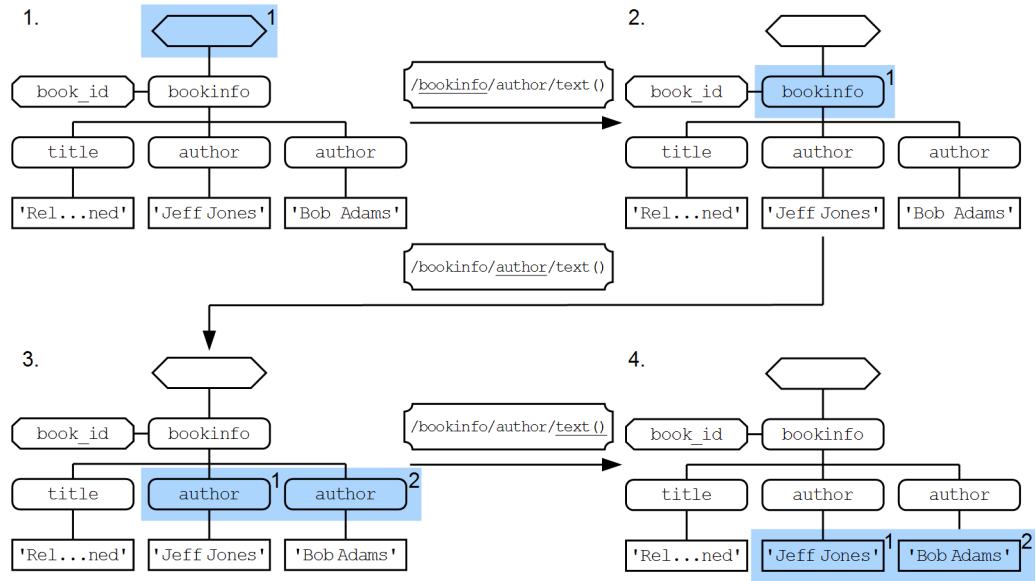 1.
1
book_id
bookinfo
title
author
author
'Rel...ned'
'Jeff Jones'
'Bob Adams'
/bookinfo/author/text()
2.
book_id
bookinfo
1
title
author
author
'Rel...ned'
'Jeff Jones'
'Bob Adams'
/bookinfo/author/text()
3.
book_id
bookinfo
title
author
1
author
2
'Rel...ned'
'Jeff Jones'
'Bob Adams'
/bookinfo/author/text()
4.
book_id
bookinfo
title
author
author
'Rel...ned'
'Jeff Jones'
1
'Bob Adams'
2